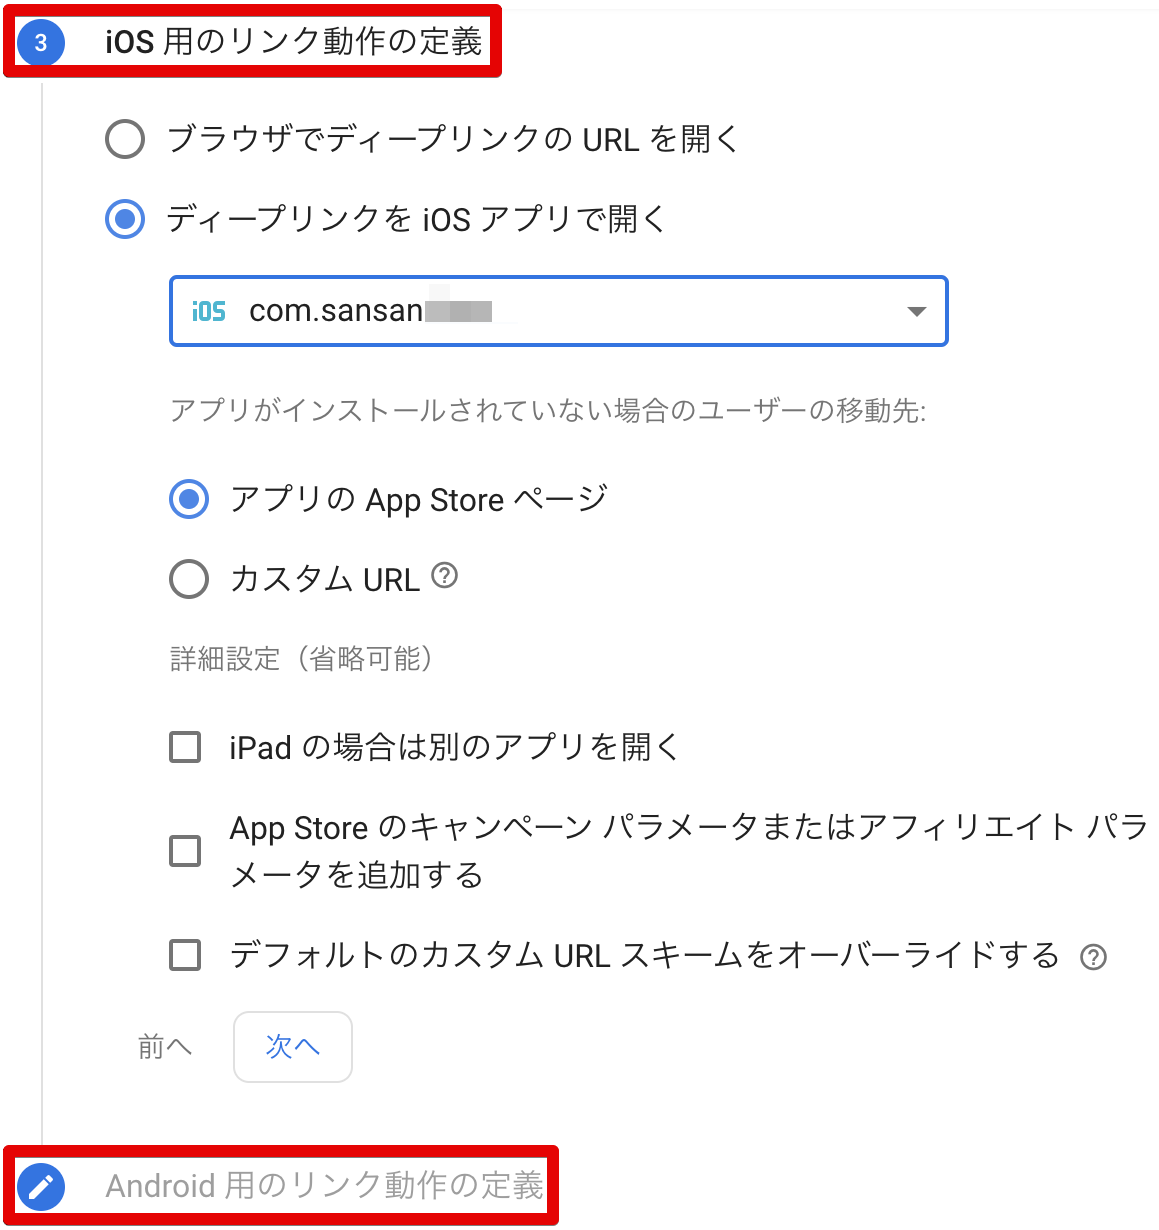 3 iOS 用のリンク動作の定義
ブラウザでディープリンクの URL を開く
ディープリンクを iOS アプリで開く
iOS com.sansan
アプリがインストールされていない場合のユーザーの移動先:
アプリの App Store ページ
カスタム URL ?
詳細設定（省略可能）
iPad の場合は別のアプリを開く
App Store のキャンペーン パラメータまたはアフィリエイト パラ
メータを追加する
デフォルトのカスタム URL スキームをオーバーライドする ?
前へ 次へ
Android 用のリンク動作の定義